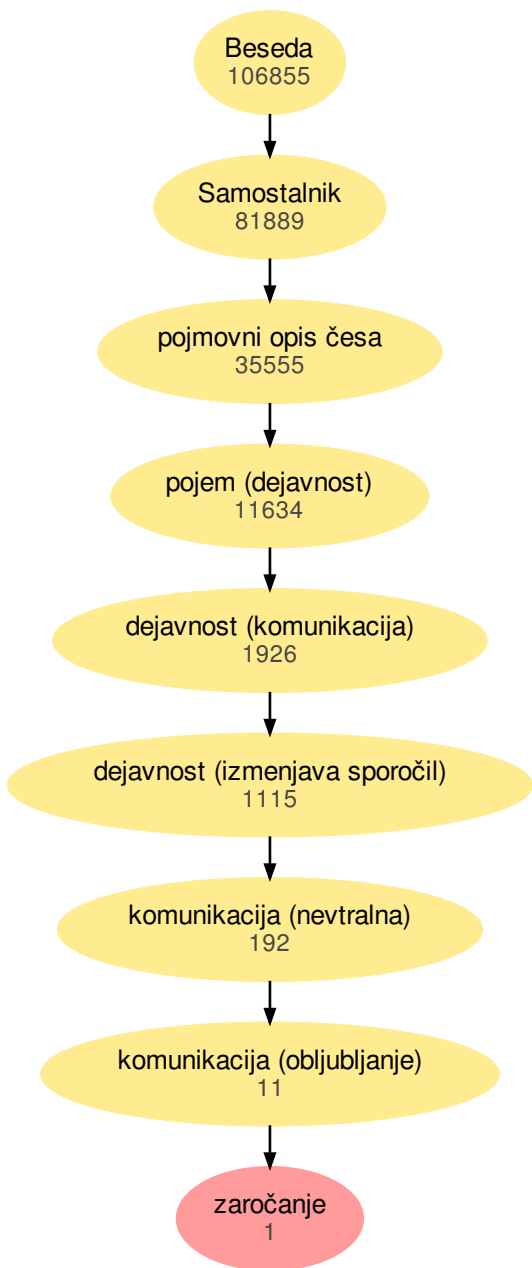 Beseda
106855
Samostalnik
81889
pojmovni opis česa
35555
pojem (dejavnost)
11634
dejavnost (komunikacija)
1926
dejavnost (izmenjava sporočil)
1115
komunikacija (nevtralna)
192
komunikacija (obljubljanje)
11
zaročanje
1